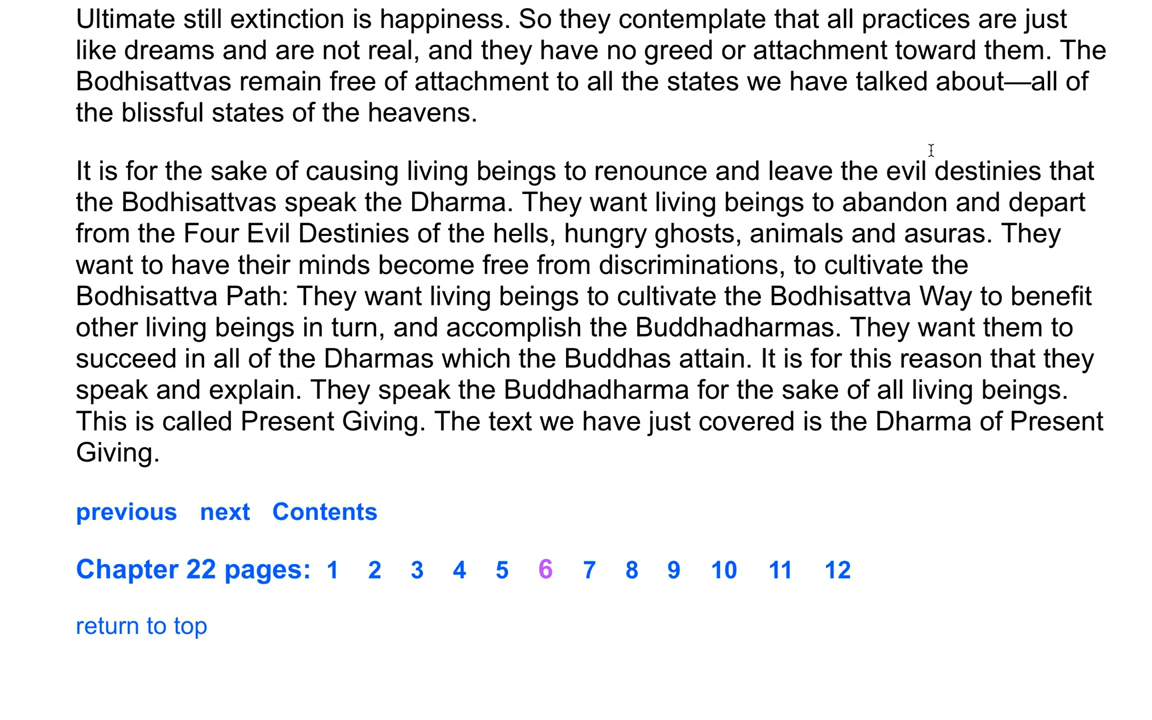 Ultimate still extinction is happiness. So they contemplate that all practices are just
like dreams and are not real, and they have no greed or attachment toward them. The
Bodhisattvas remain free of attachment to all the states we have talked about—all of
the blissful states of the heavens.
It is for the sake of causing living beings to renounce and leave the evil destinies that
the Bodhisattvas speak the Dharma. They want living beings to abandon and depart
from the Four Evil Destinies of the hells, hungry ghosts, animals and asuras. They
want to have their minds become free from discriminations, to cultivate the
Bodhisattva Path: They want living beings to cultivate the Bodhisattva Way to benefit
other living beings in turn, and accomplish the Buddhadharmas. They want them to
succeed in all of the Dharmas which the Buddhas attain. It is for this reason that they
speak and explain. They speak the Buddhadharma for the sake of all living beings.
This is called Present Giving. The text we have just covered is the Dharma of Present
Giving.
previous next Contents
Chapter 22 pages: 1 2 3 4 5 6 7 8 9 10 11 12
return to top